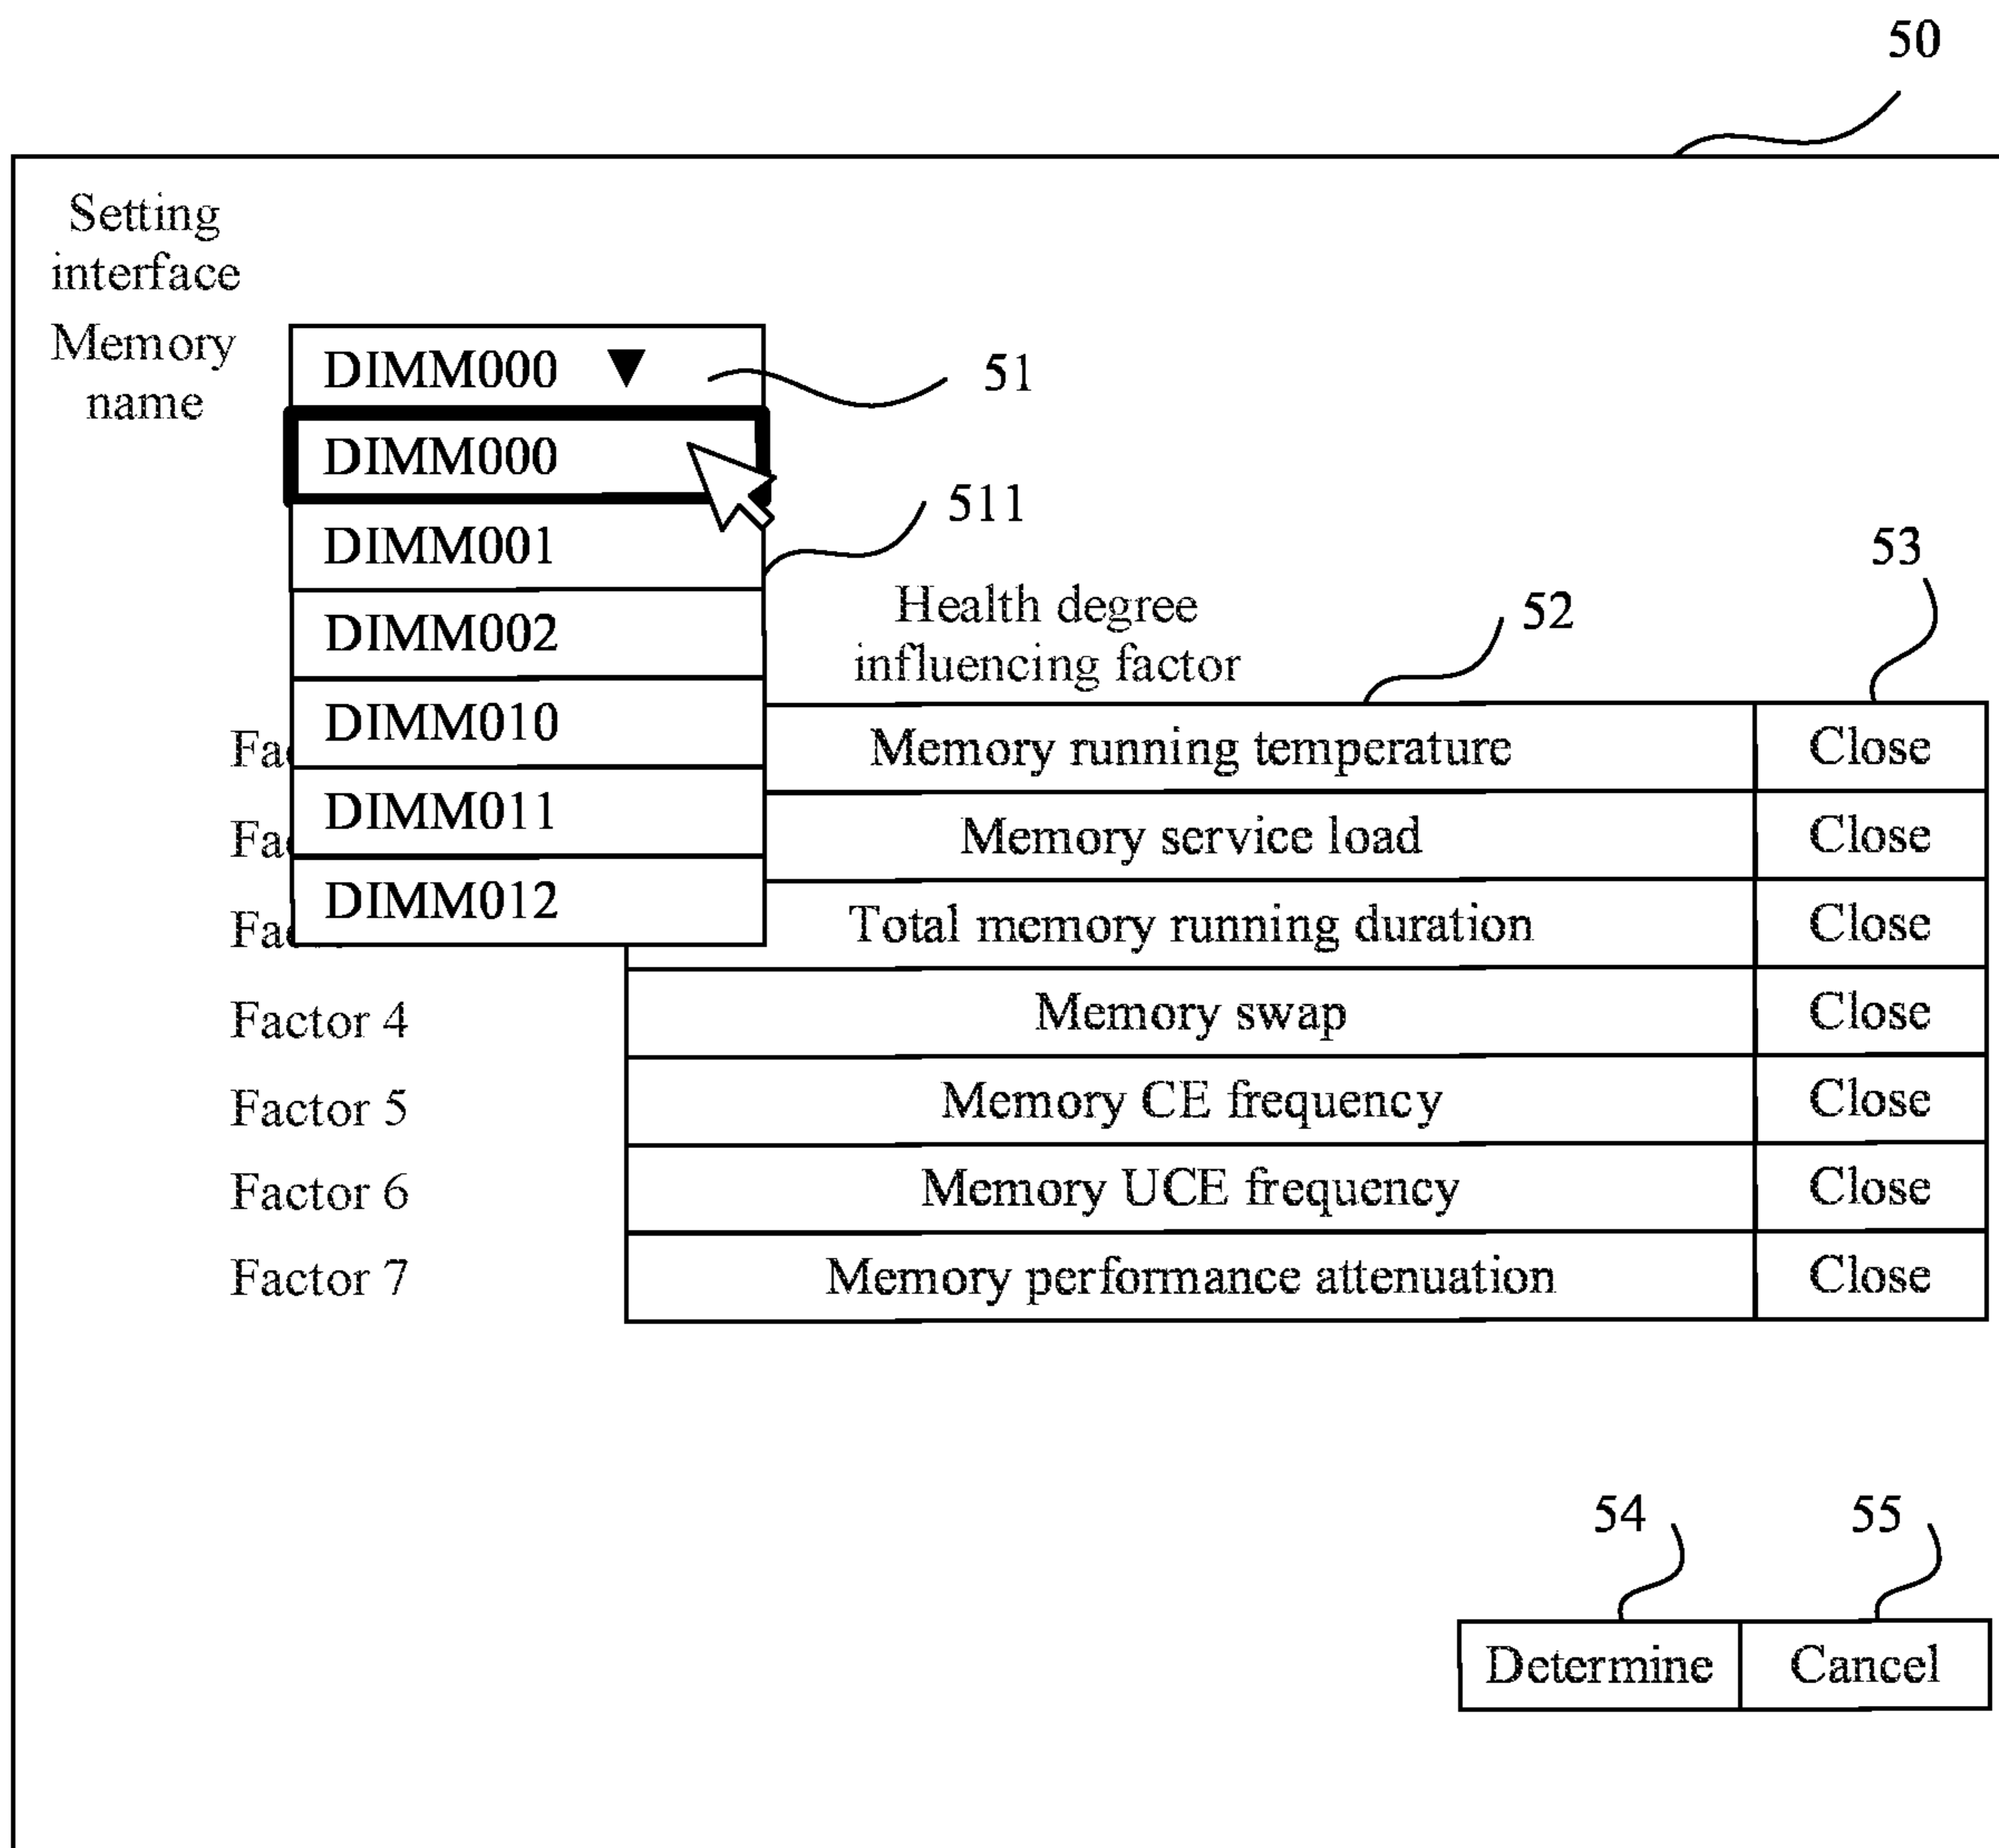 50
Setting
interface
Memory
name
DIMM000 ▼
51
DIMM000
511
DIMM001
53
DIMM002
Health degree
influencing factor
52
DIMM010
Memory running temperature Close
DIMM011
Memory service load Close
DIMM012
Total memory running duration Close
Factor 4 Memory swap Close
Factor 5 Memory CE frequency Close
Factor 6 Memory UCE frequency Close
Factor 7 Memory performance attenuation Close
54 55
Determine Cancel